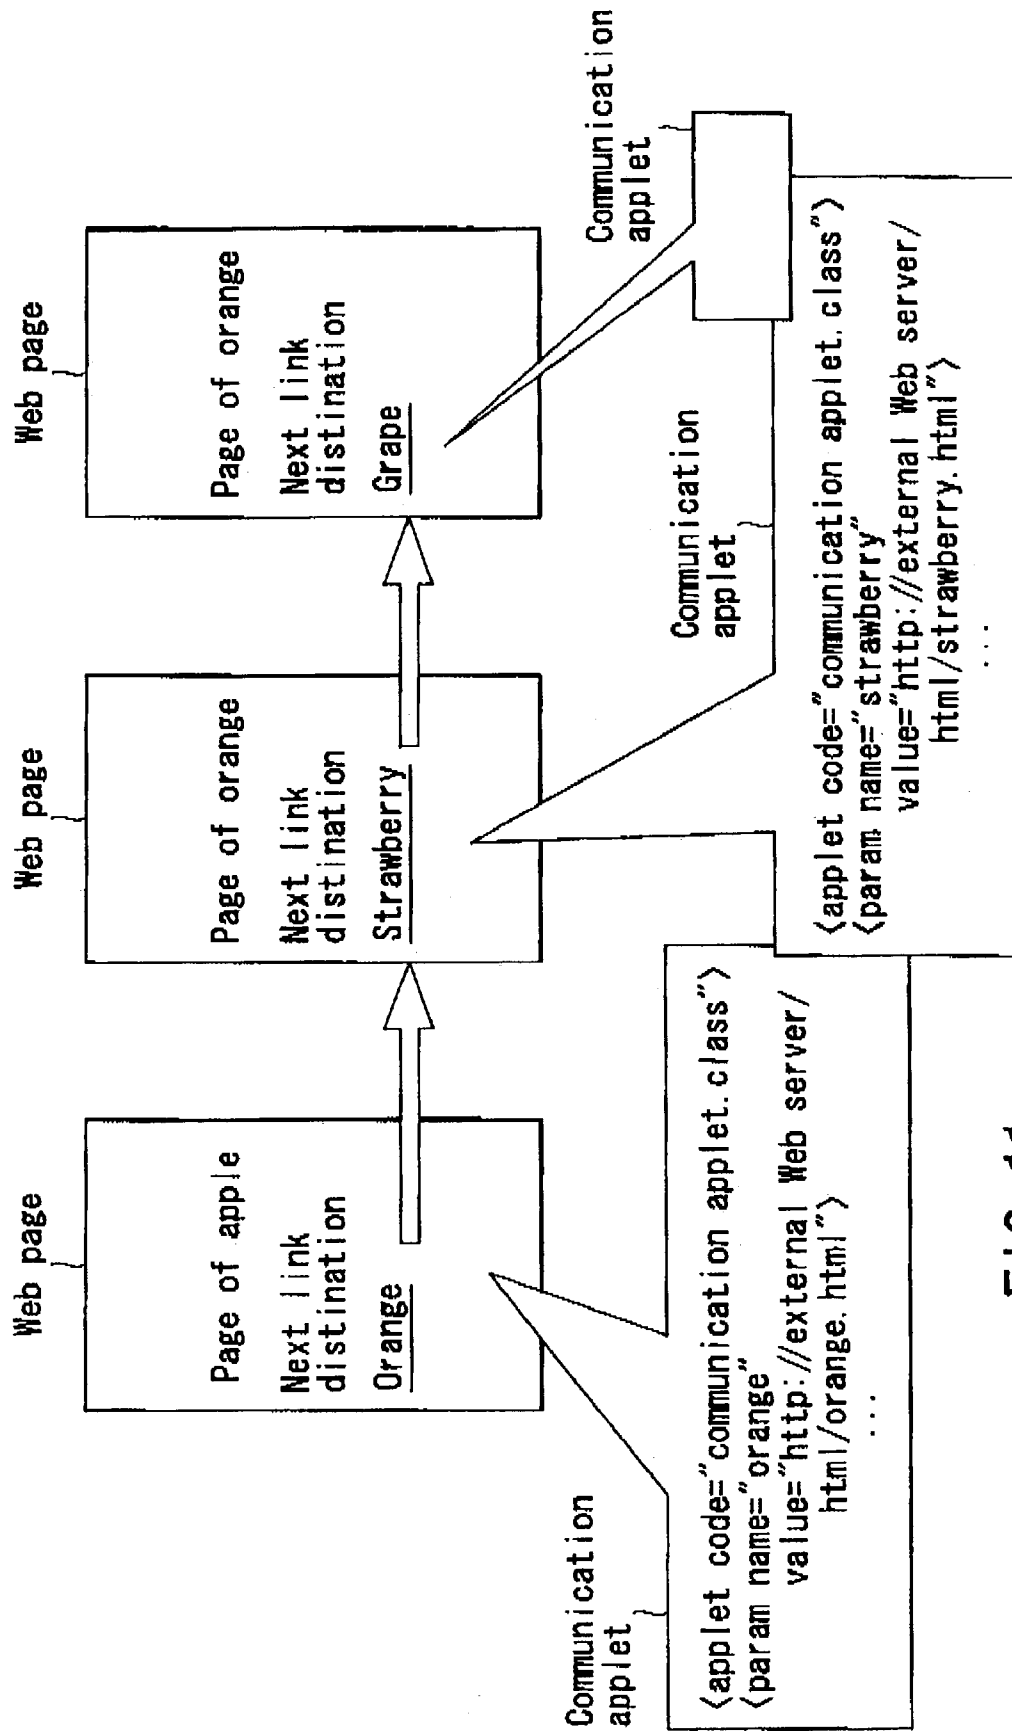 Web page
Page of apple
Next link
distination
Orange
Web page
Page of orange
Next link
distination
Strawberry
Web page
Page of orange
Next link
distination
Grape
Communication
applet
<applet code="communication applet.class">
<param name="orange"
value="http://external Web server/
html/orange.html">
...
Communication
applet
<applet code="communication applet.class">
<param name="strawberry"
value="http://external Web server/
html/strawberry.html">
...
Communication
applet